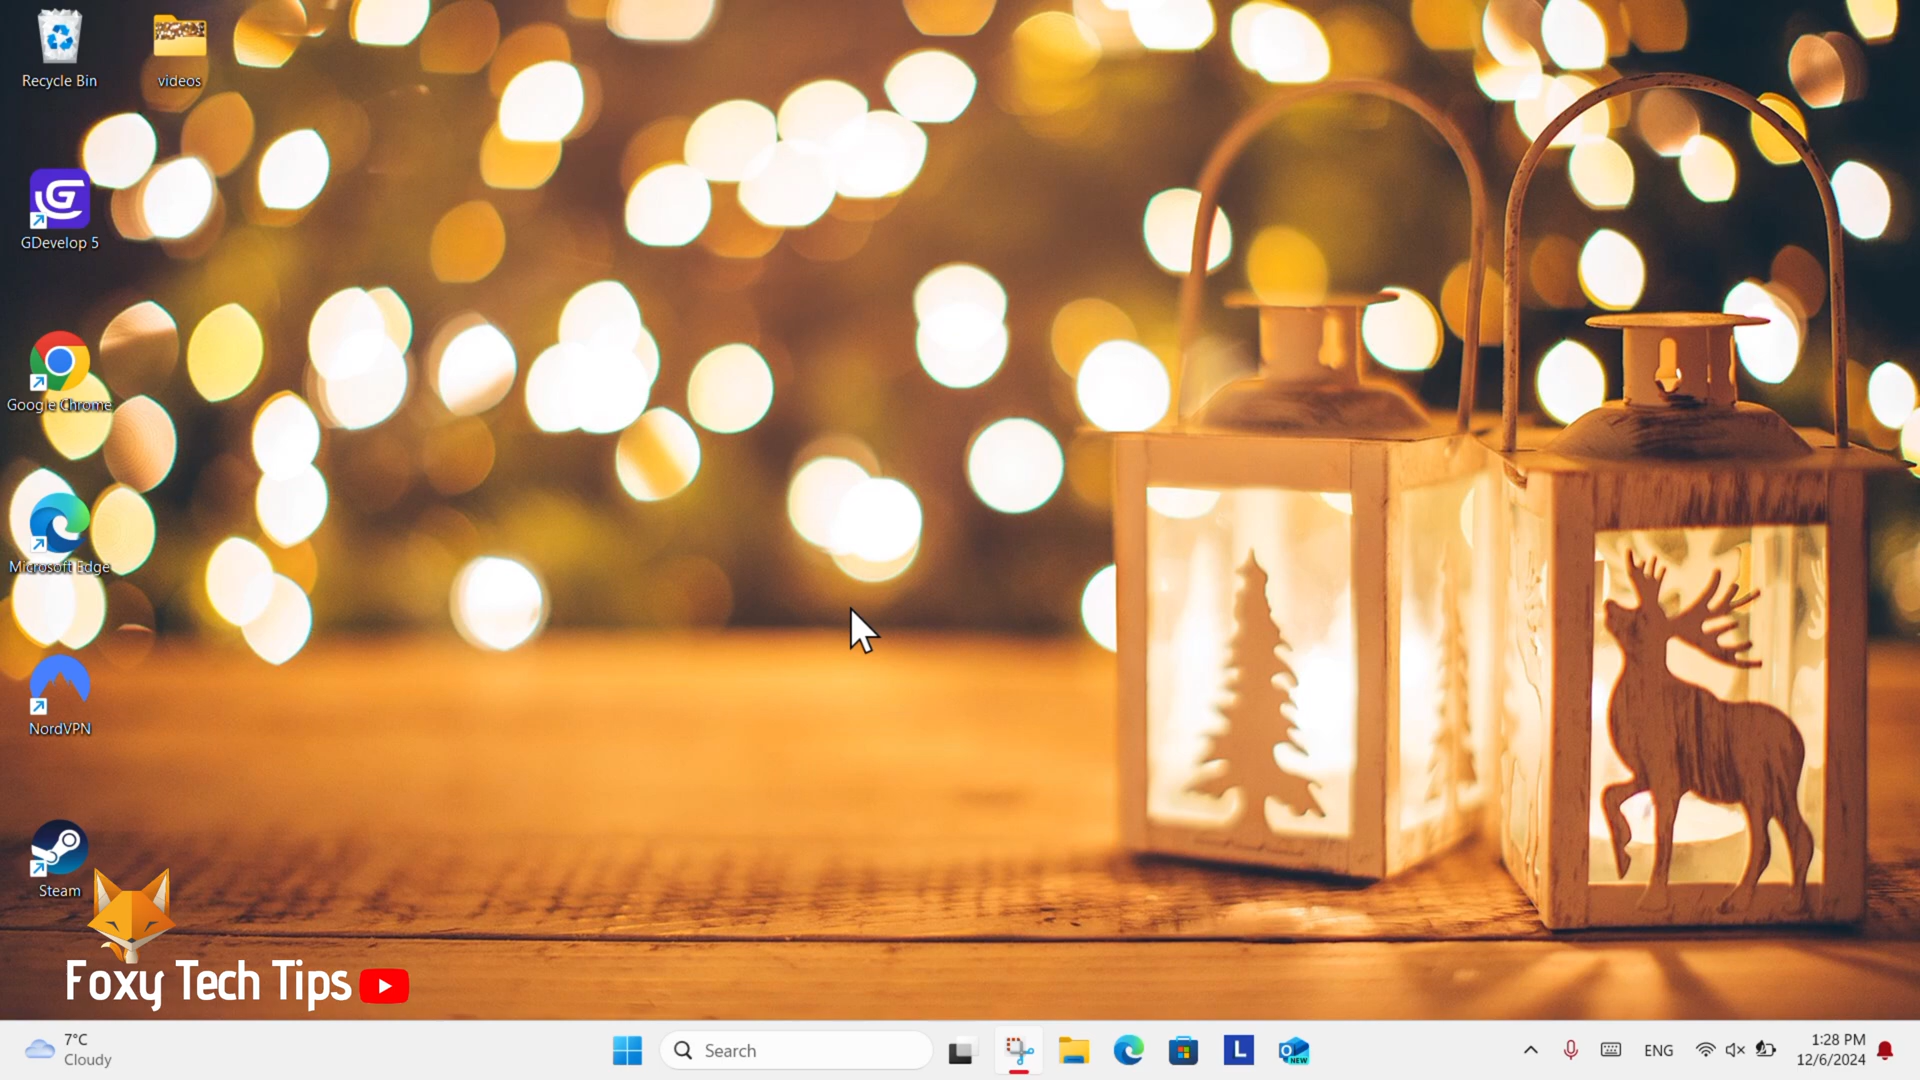 Recycle Bin
videos
GDevelop 5
Google Chrome
Microsoft Edge
NordVPN
Steam
Foxy Tech Tips
7°C
Cloudy
Search
L
NEW
ENG
1:28 PM
12/6/2024